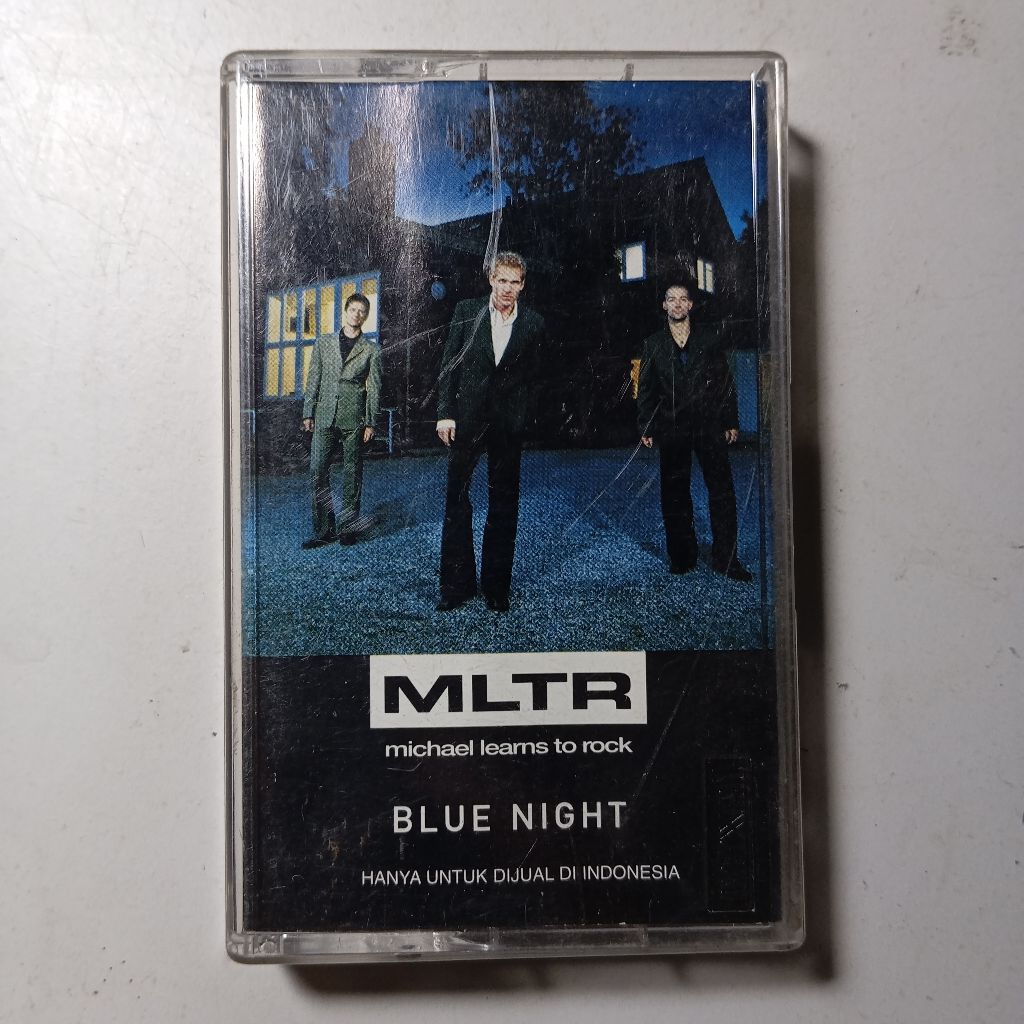 MLTR
michael learns to rock
BLUE NIGHT
HANYA UNTUK DIJUAL DI INDONESIA